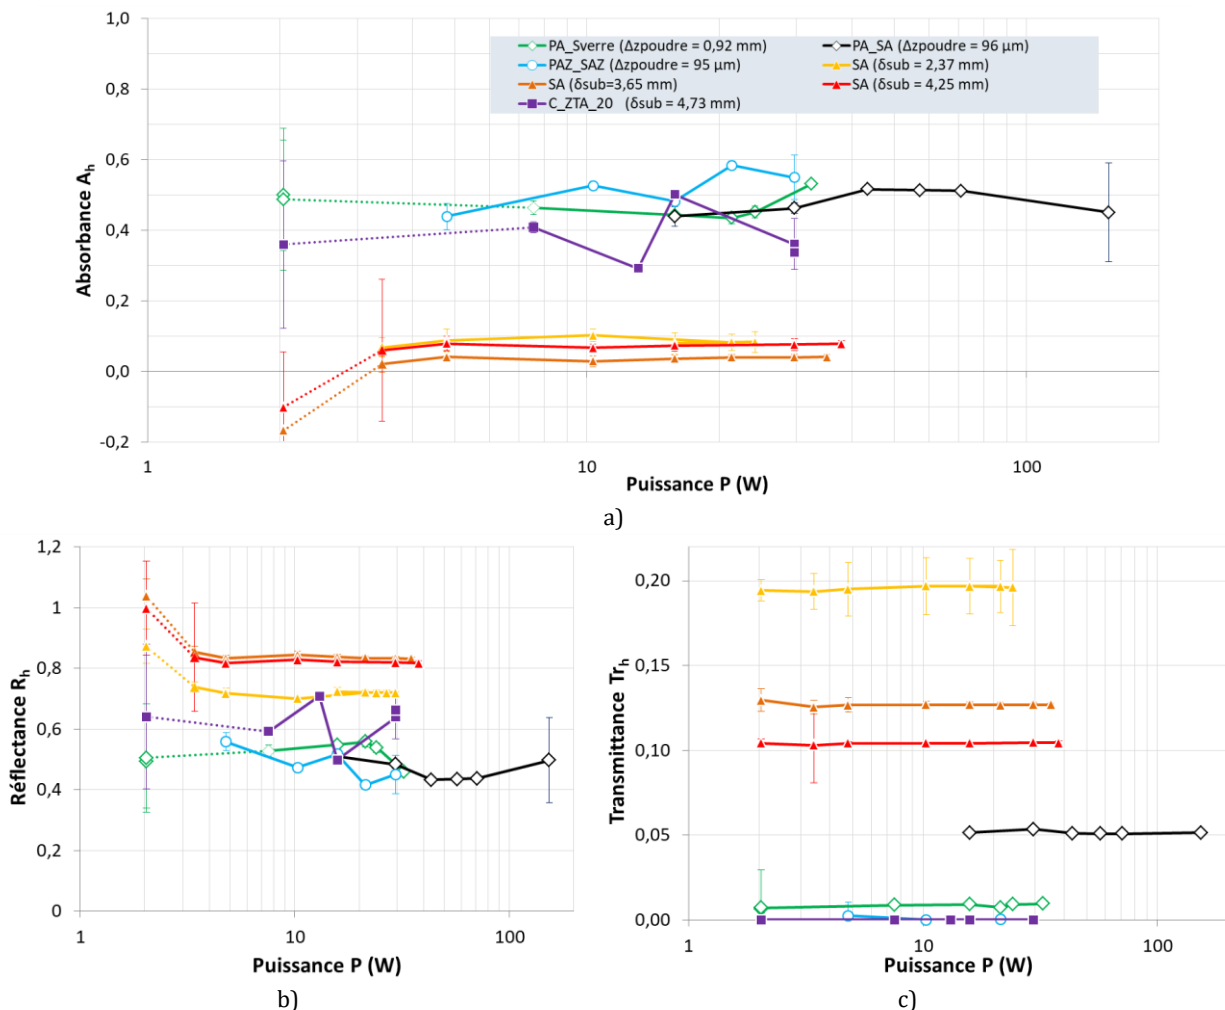 1,0
0,8
0,6
0,4
0,2
0,0
-0,2
Absorbance Aₕ
PA_Sverre (Δzpoudre = 0,92 mm)
PA_SA (Δzpoudre = 96 µm)
PAZ_SAZ (Δzpoudre = 95 µm)
SA (δsub = 2,37 mm)
SA (δsub=3,65 mm)
SA (δsub = 4,25 mm)
C_ZTA_20 (δsub = 4,73 mm)
1 10 100
Puissance P (W)
a)
1,2
1
0,8
0,6
0,4
0,2
0
Réflectance Rₕ
1 10 100
Puissance P (W)
b)
0,20
0,15
0,10
0,05
0,00
Transmittance Trₕ
1 10 100
Puissance P (W)
c)